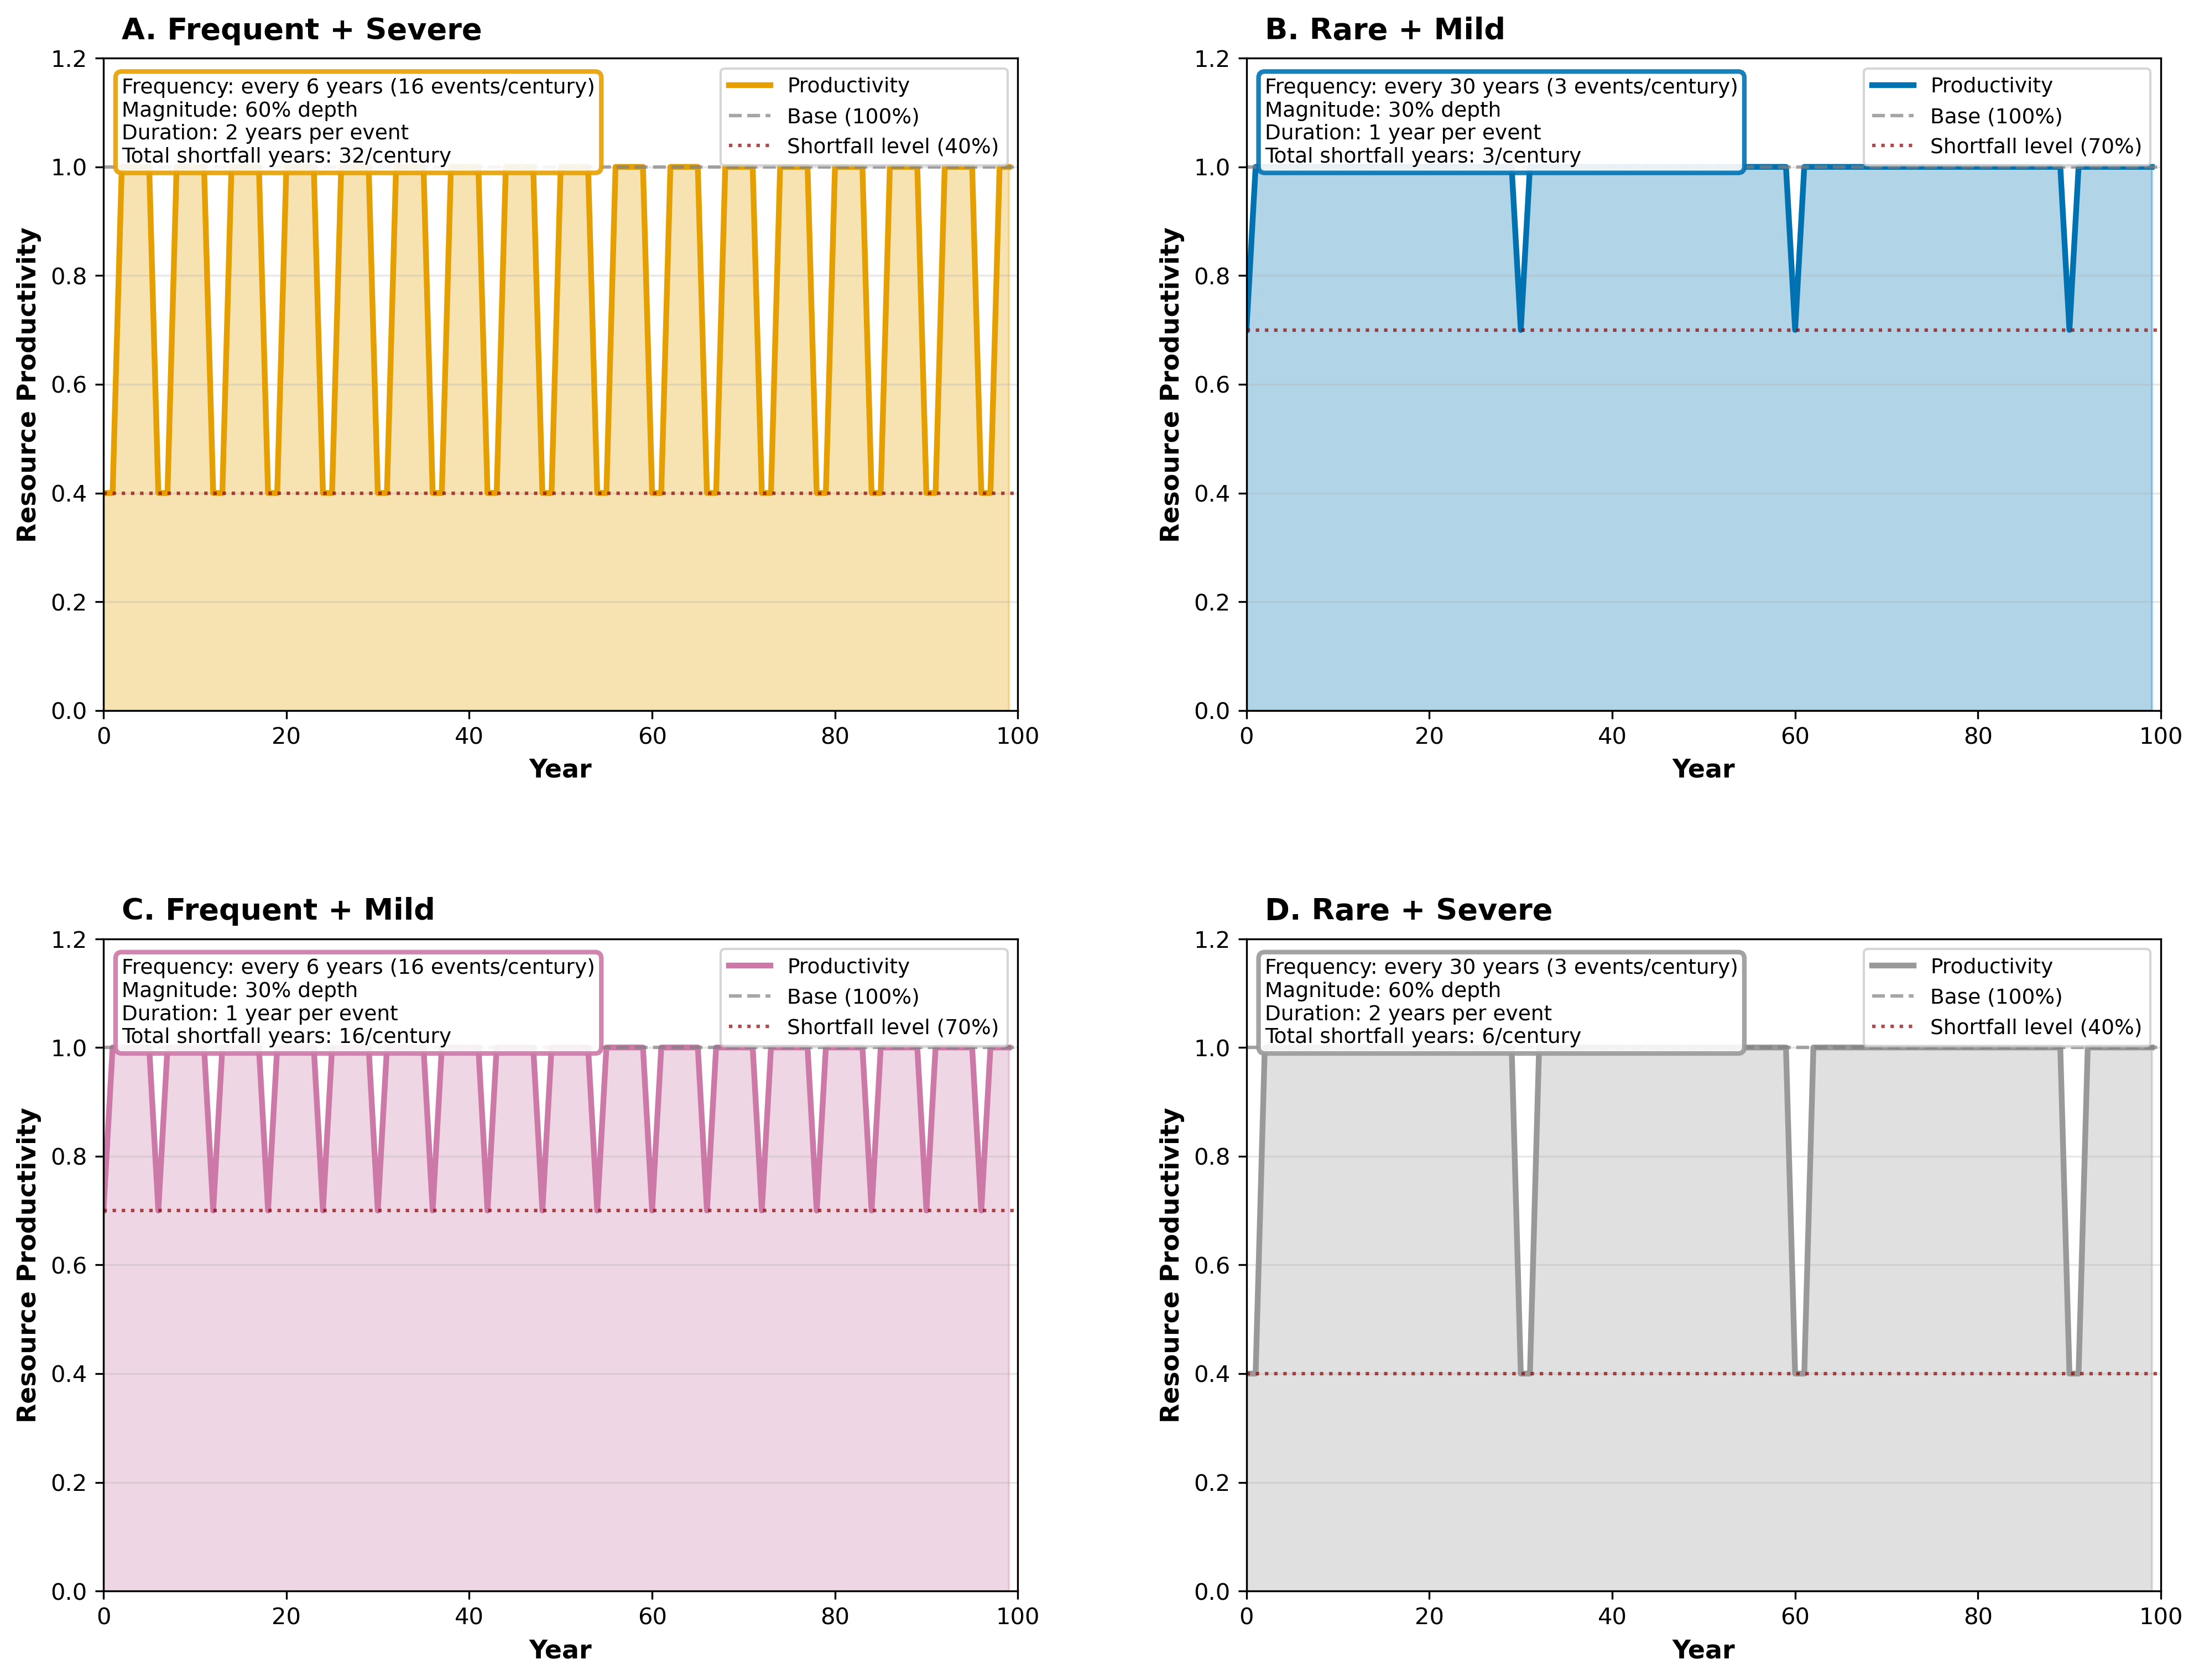 A. Frequent + Severe
Frequency: every 6 years (16 events/century)
Magnitude: 60% depth
Duration: 2 years per event
Total shortfall years: 32/century
Productivity
Base (100%)
Shortfall level (40%)
1.2
1.0
0.8
0.6
0.4
0.2
0.0
Resource Productivity
0 20 40 60 80 100
Year
B. Rare + Mild
Frequency: every 30 years (3 events/century)
Magnitude: 30% depth
Duration: 1 year per event
Total shortfall years: 3/century
Productivity
Base (100%)
Shortfall level (70%)
1.2
1.0
0.8
0.6
0.4
0.2
0.0
Resource Productivity
0 20 40 60 80 100
Year
C. Frequent + Mild
Frequency: every 6 years (16 events/century)
Magnitude: 30% depth
Duration: 1 year per event
Total shortfall years: 16/century
Productivity
Base (100%)
Shortfall level (70%)
1.2
1.0
0.8
0.6
0.4
0.2
0.0
Resource Productivity
0 20 40 60 80 100
Year
D. Rare + Severe
Frequency: every 30 years (3 events/century)
Magnitude: 60% depth
Duration: 2 years per event
Total shortfall years: 6/century
Productivity
Base (100%)
Shortfall level (40%)
1.2
1.0
0.8
0.6
0.4
0.2
0.0
Resource Productivity
0 20 40 60 80 100
Year